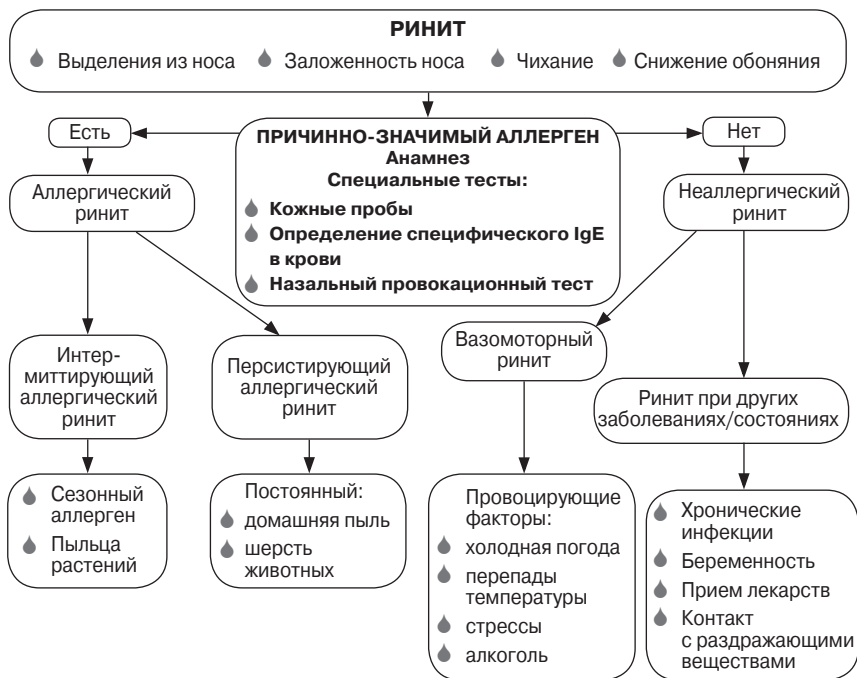 РИНИТ
Выделения из носа
Заложенность носа
Чихание
Снижение обоняния
Есть
ПРИЧИННО-ЗНАЧИМЫЙ АЛЛЕРГЕН
Анамнез
Специальные тесты:
Кожные пробы
Определение специфического IgE
в крови
Назальный провокационный тест
Нет
Аллергический
ринит
Неаллергический
ринит
Интер-
миттирующий
аллергический
ринит
Персистирующий
аллергический
ринит
Вазомоторный
ринит
Ринит при других
заболеваниях/состояниях
Сезонный
аллерген
Пыльца
растений
Постоянный:
домашняя пыль
шерсть
животных
Провоцирующие
факторы:
холодная погода
перепады
температуры
стрессы
алкоголь
Хронические
инфекции
Беременность
Прием лекарств
Контакт
с раздражающими
веществами